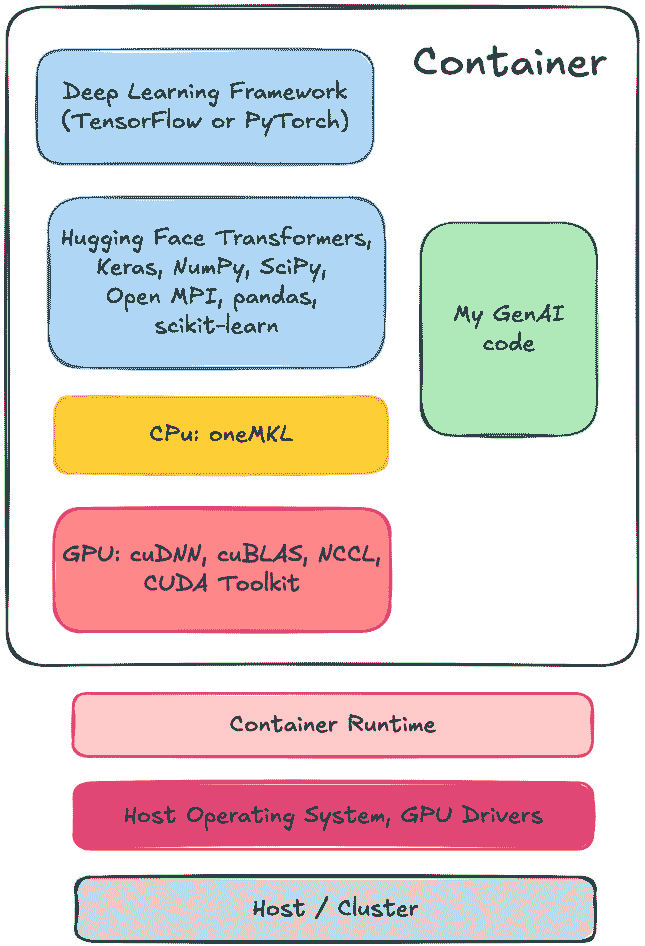 Container
Deep Learning Framework
(TensorFlow or PyTorch)
Hugging Face Transformers,
Keras, NumPy, SciPy,
Open MPI, pandas,
scikit-learn
My GenAI
code
CPu: oneMKL
GPU: cuDNN, cuBLAS, NCCL,
CUDA Toolkit
Container Runtime
Host Operating System, GPU Drivers
Host / Cluster